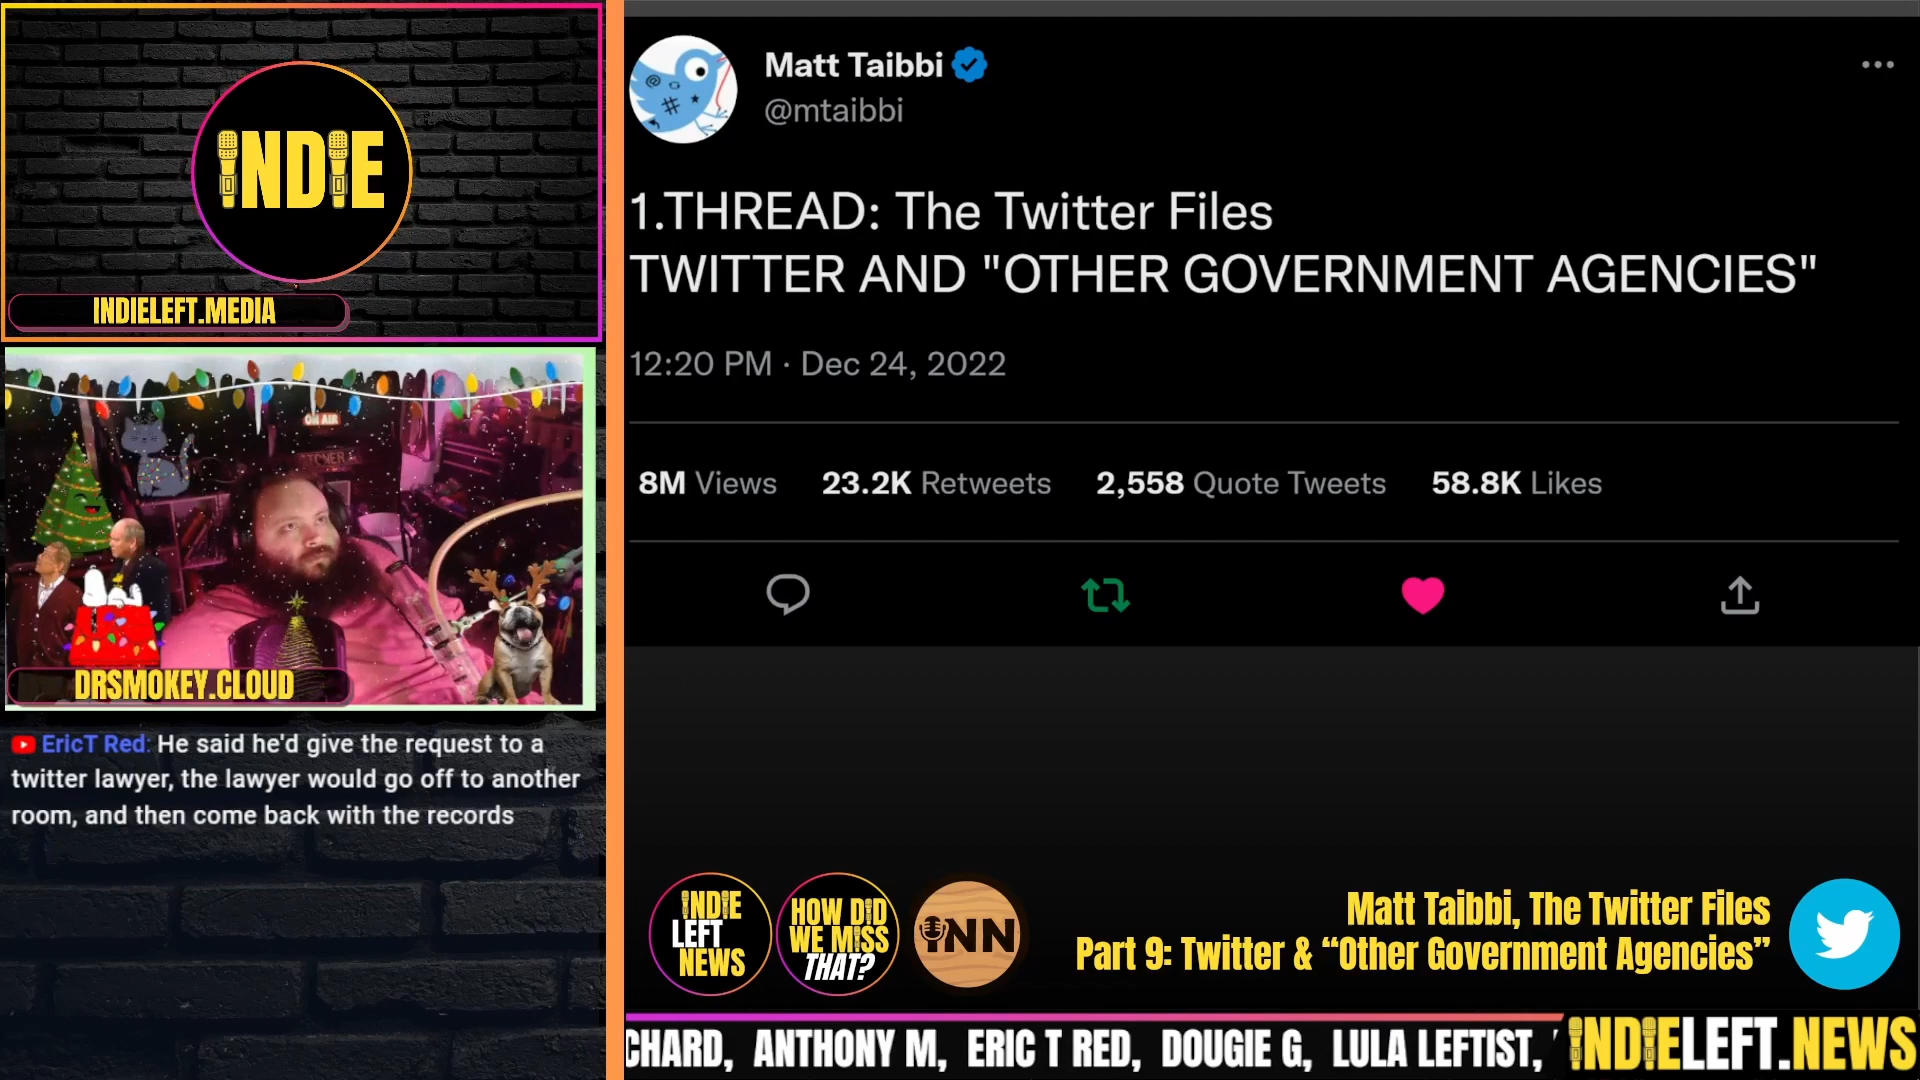 INDIE
INDIELEFT.MEDIA
ON AIR
STONER
DRSMOKEY.CLOUD
EricT Red: He said he'd give the request to a
twitter lawyer, the lawyer would go off to another
room, and then come back with the records
Matt Taibbi
@mtaibbi
1.THREAD: The Twitter Files
TWITTER AND "OTHER GOVERNMENT AGENCIES"
12:20 PM · Dec 24, 2022
8M Views 23.2K Retweets 2,558 Quote Tweets 58.8K Likes
INDIE
LEFT
NEWS
HOW DID
WE MISS
THAT?
INN
Matt Taibbi, The Twitter Files
Part 9: Twitter & “Other Government Agencies”
CHARD, ANTHONY M, ERIC T RED, DOUGIE G, LULA LEFTIST,
INDIELEFT.NEWS